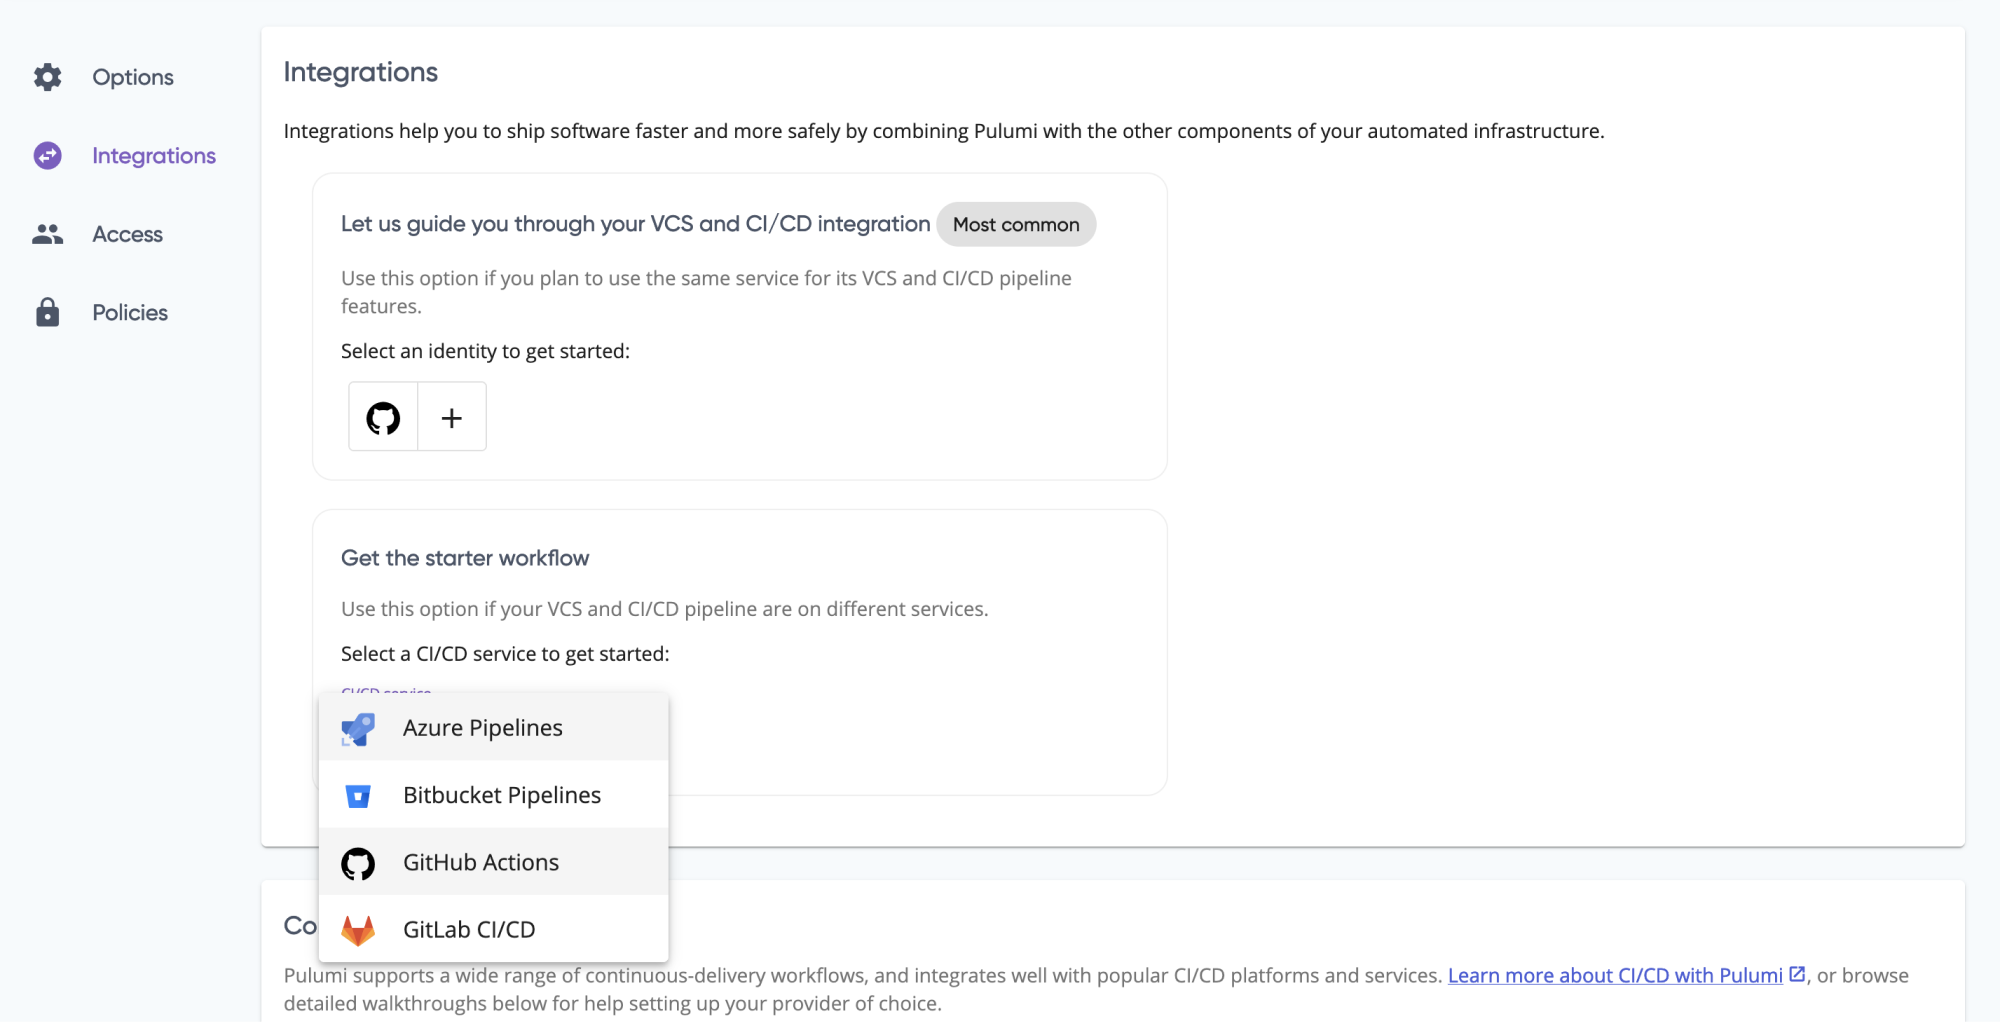 Options
Integrations
Access
Policies
Integrations
Integrations help you to ship software faster and more safely by combining Pulumi with the other components of your automated infrastructure.
Let us guide you through your VCS and CI/CD integration Most common
Use this option if you plan to use the same service for its VCS and CI/CD pipeline
features.
Select an identity to get started:
Get the starter workflow
Use this option if your VCS and CI/CD pipeline are on different services.
Select a CI/CD service to get started:
CI/CD service
Azure Pipelines
Bitbucket Pipelines
GitHub Actions
GitLab CI/CD
Co
Pulumi supports a wide range of continuous-delivery workflows, and integrates well with popular CI/CD platforms and services. Learn more about CI/CD with Pulumi, or browse
detailed walkthroughs below for help setting up your provider of choice.